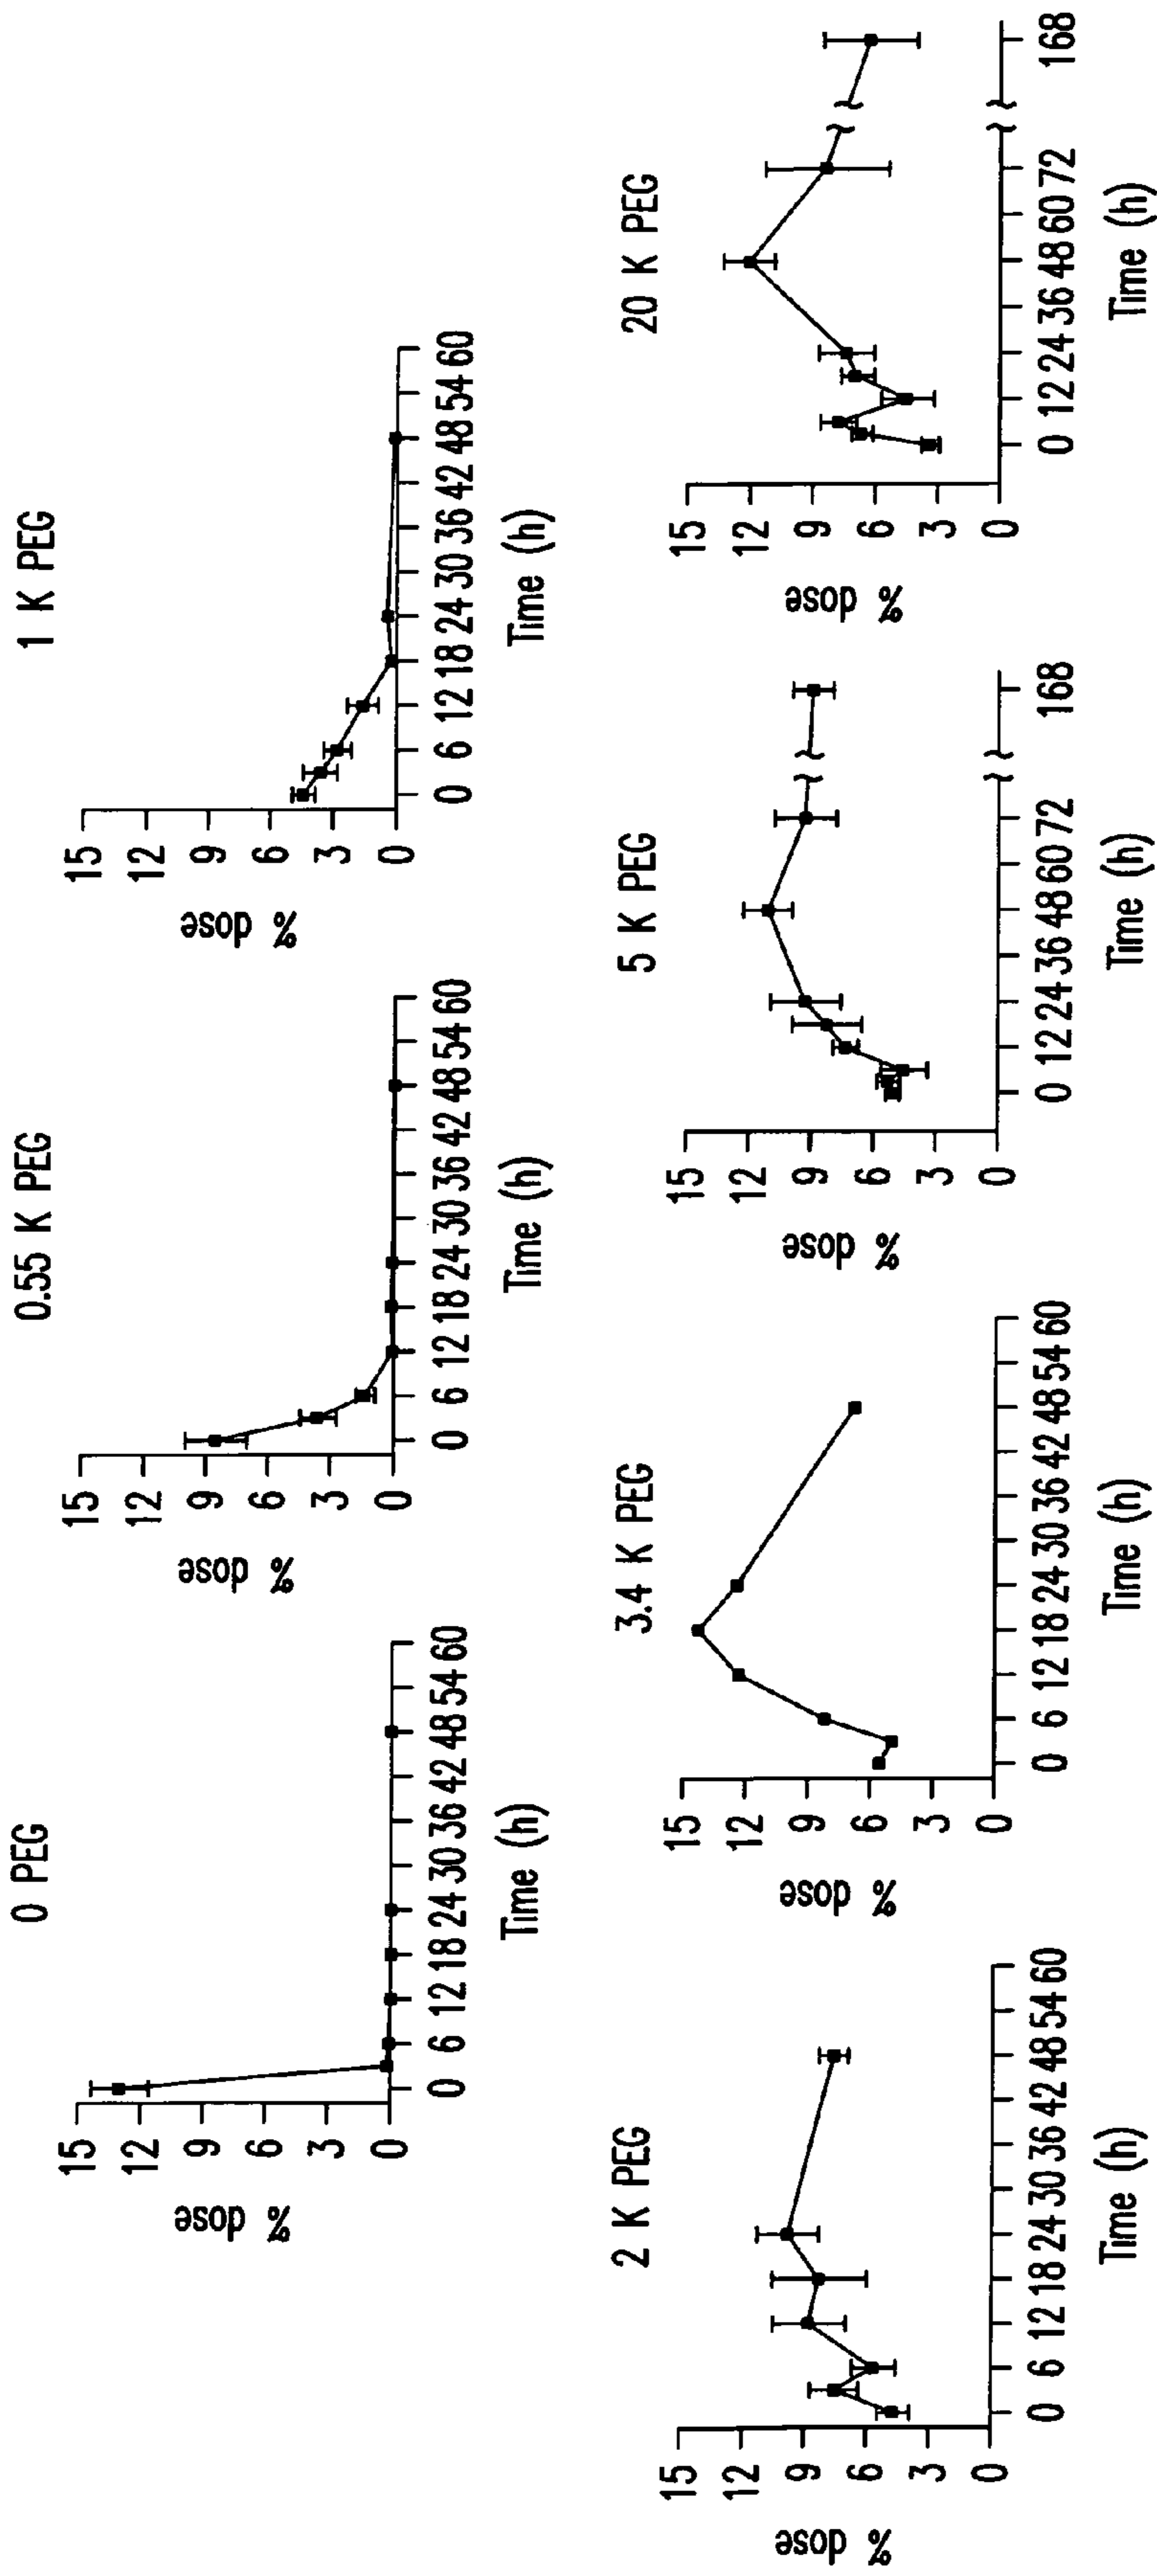 0 PEG
% dose
15
12
9
6
3
0
0 6 12 18 24 30 36 42 48 54 60
Time (h)
0.55 K PEG
% dose
15
12
9
6
3
0
0 6 12 18 24 30 36 42 48 54 60
Time (h)
1 K PEG
% dose
15
12
9
6
3
0
0 6 12 18 24 30 36 42 48 54 60
Time (h)
2 K PEG
% dose
15
12
9
6
3
0
0 6 12 18 24 30 36 42 48 54 60
Time (h)
3.4 K PEG
% dose
15
12
9
6
3
0
0 6 12 18 24 30 36 42 48 54 60
Time (h)
5 K PEG
% dose
15
12
9
6
3
0
0 12 24 36 48 60 72 168
Time (h)
20 K PEG
% dose
15
12
9
6
3
0
0 12 24 36 48 60 72 168
Time (h)